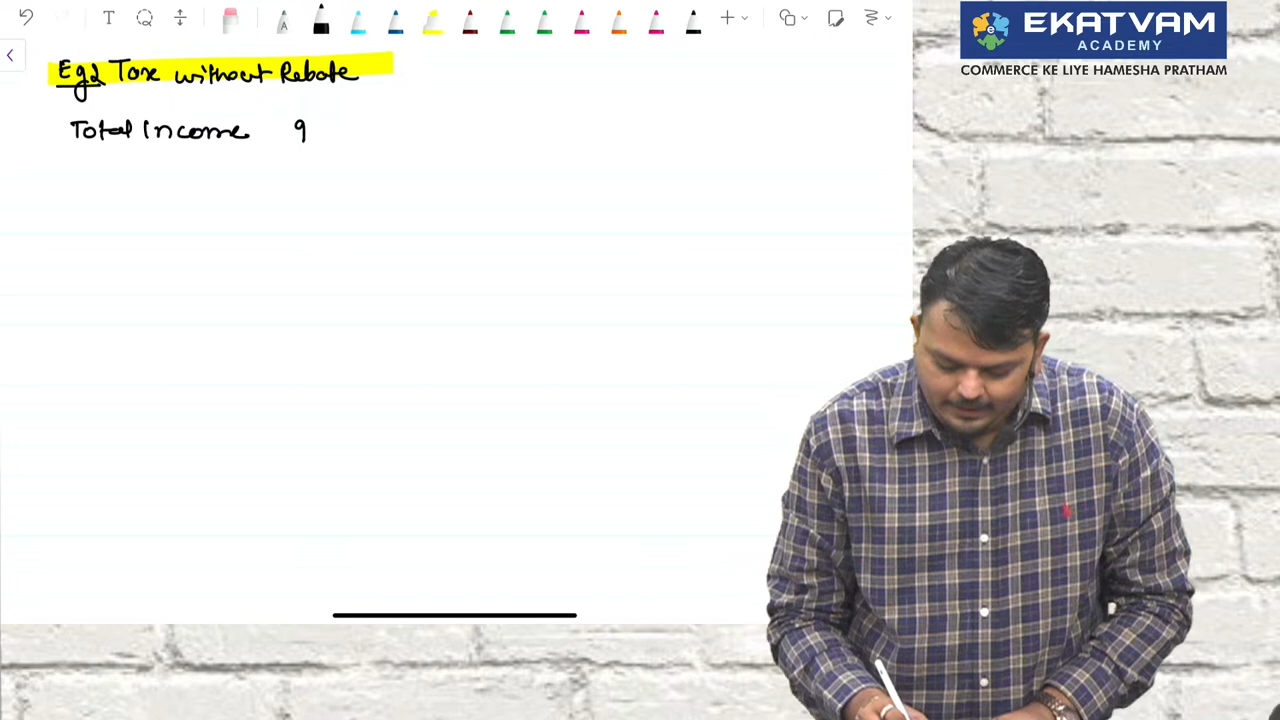 EKATVAM
ACADEMY
COMMERCE KE LIYE HAMESHA PRATHAM
Eg2 Tax without Rebate
Total Income 9